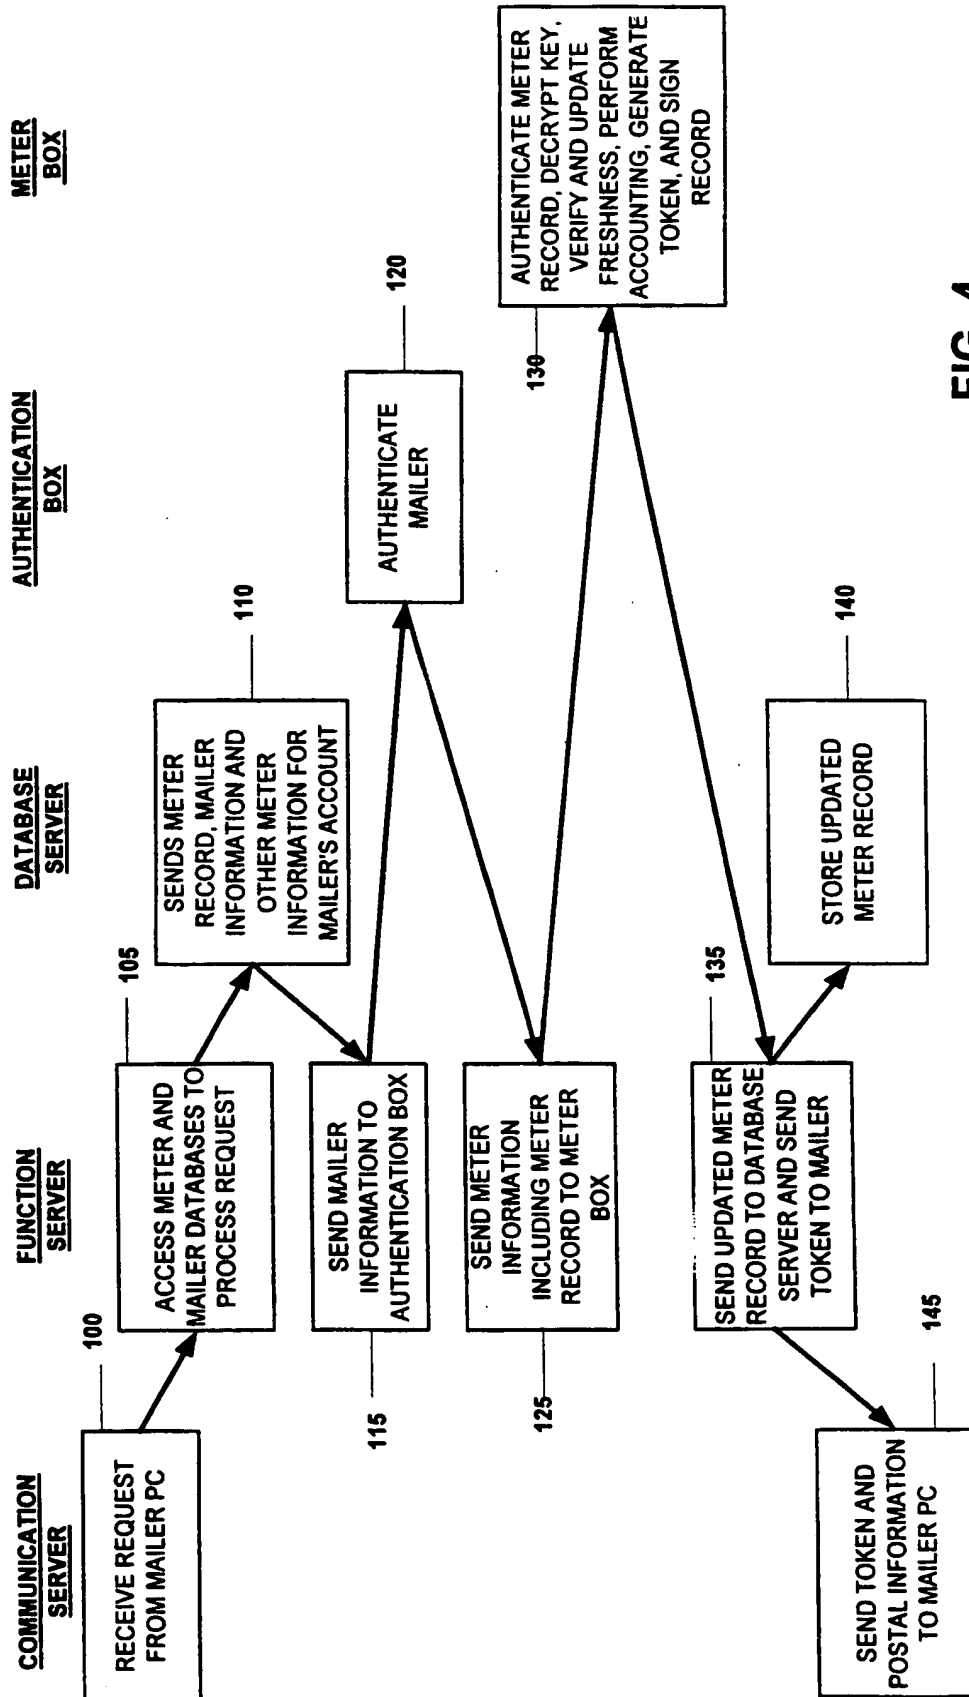 COMMUNICATION
SERVER
FUNCTION
SERVER
DATABASE
SERVER
AUTHENTICATION
BOX
METER
BOX
100
RECEIVE REQUEST
FROM MAILER PC
105
ACCESS METER AND
MAILER DATABASES TO
PROCESS REQUEST
110
SENDS METER
RECORD, MAILER
INFORMATION AND
OTHER METER
INFORMATION FOR
MAILER'S ACCOUNT
115
SEND MAILER
INFORMATION TO
AUTHENTICATION BOX
120
AUTHENTICATE
MAILER
125
SEND METER
INFORMATION
INCLUDING METER
RECORD TO METER
BOX
130
AUTHENTICATE METER
RECORD, DECRYPT KEY,
VERIFY AND UPDATE
FRESHNESS, PERFORM
ACCOUNTING, GENERATE
TOKEN, AND SIGN
RECORD
135
SEND UPDATED METER
RECORD TO DATABASE
SERVER AND SEND
TOKEN TO MAILER
140
STORE UPDATED
METER RECORD
145
SEND TOKEN AND
POSTAL INFORMATION
TO MAILER PC
FIG. 4